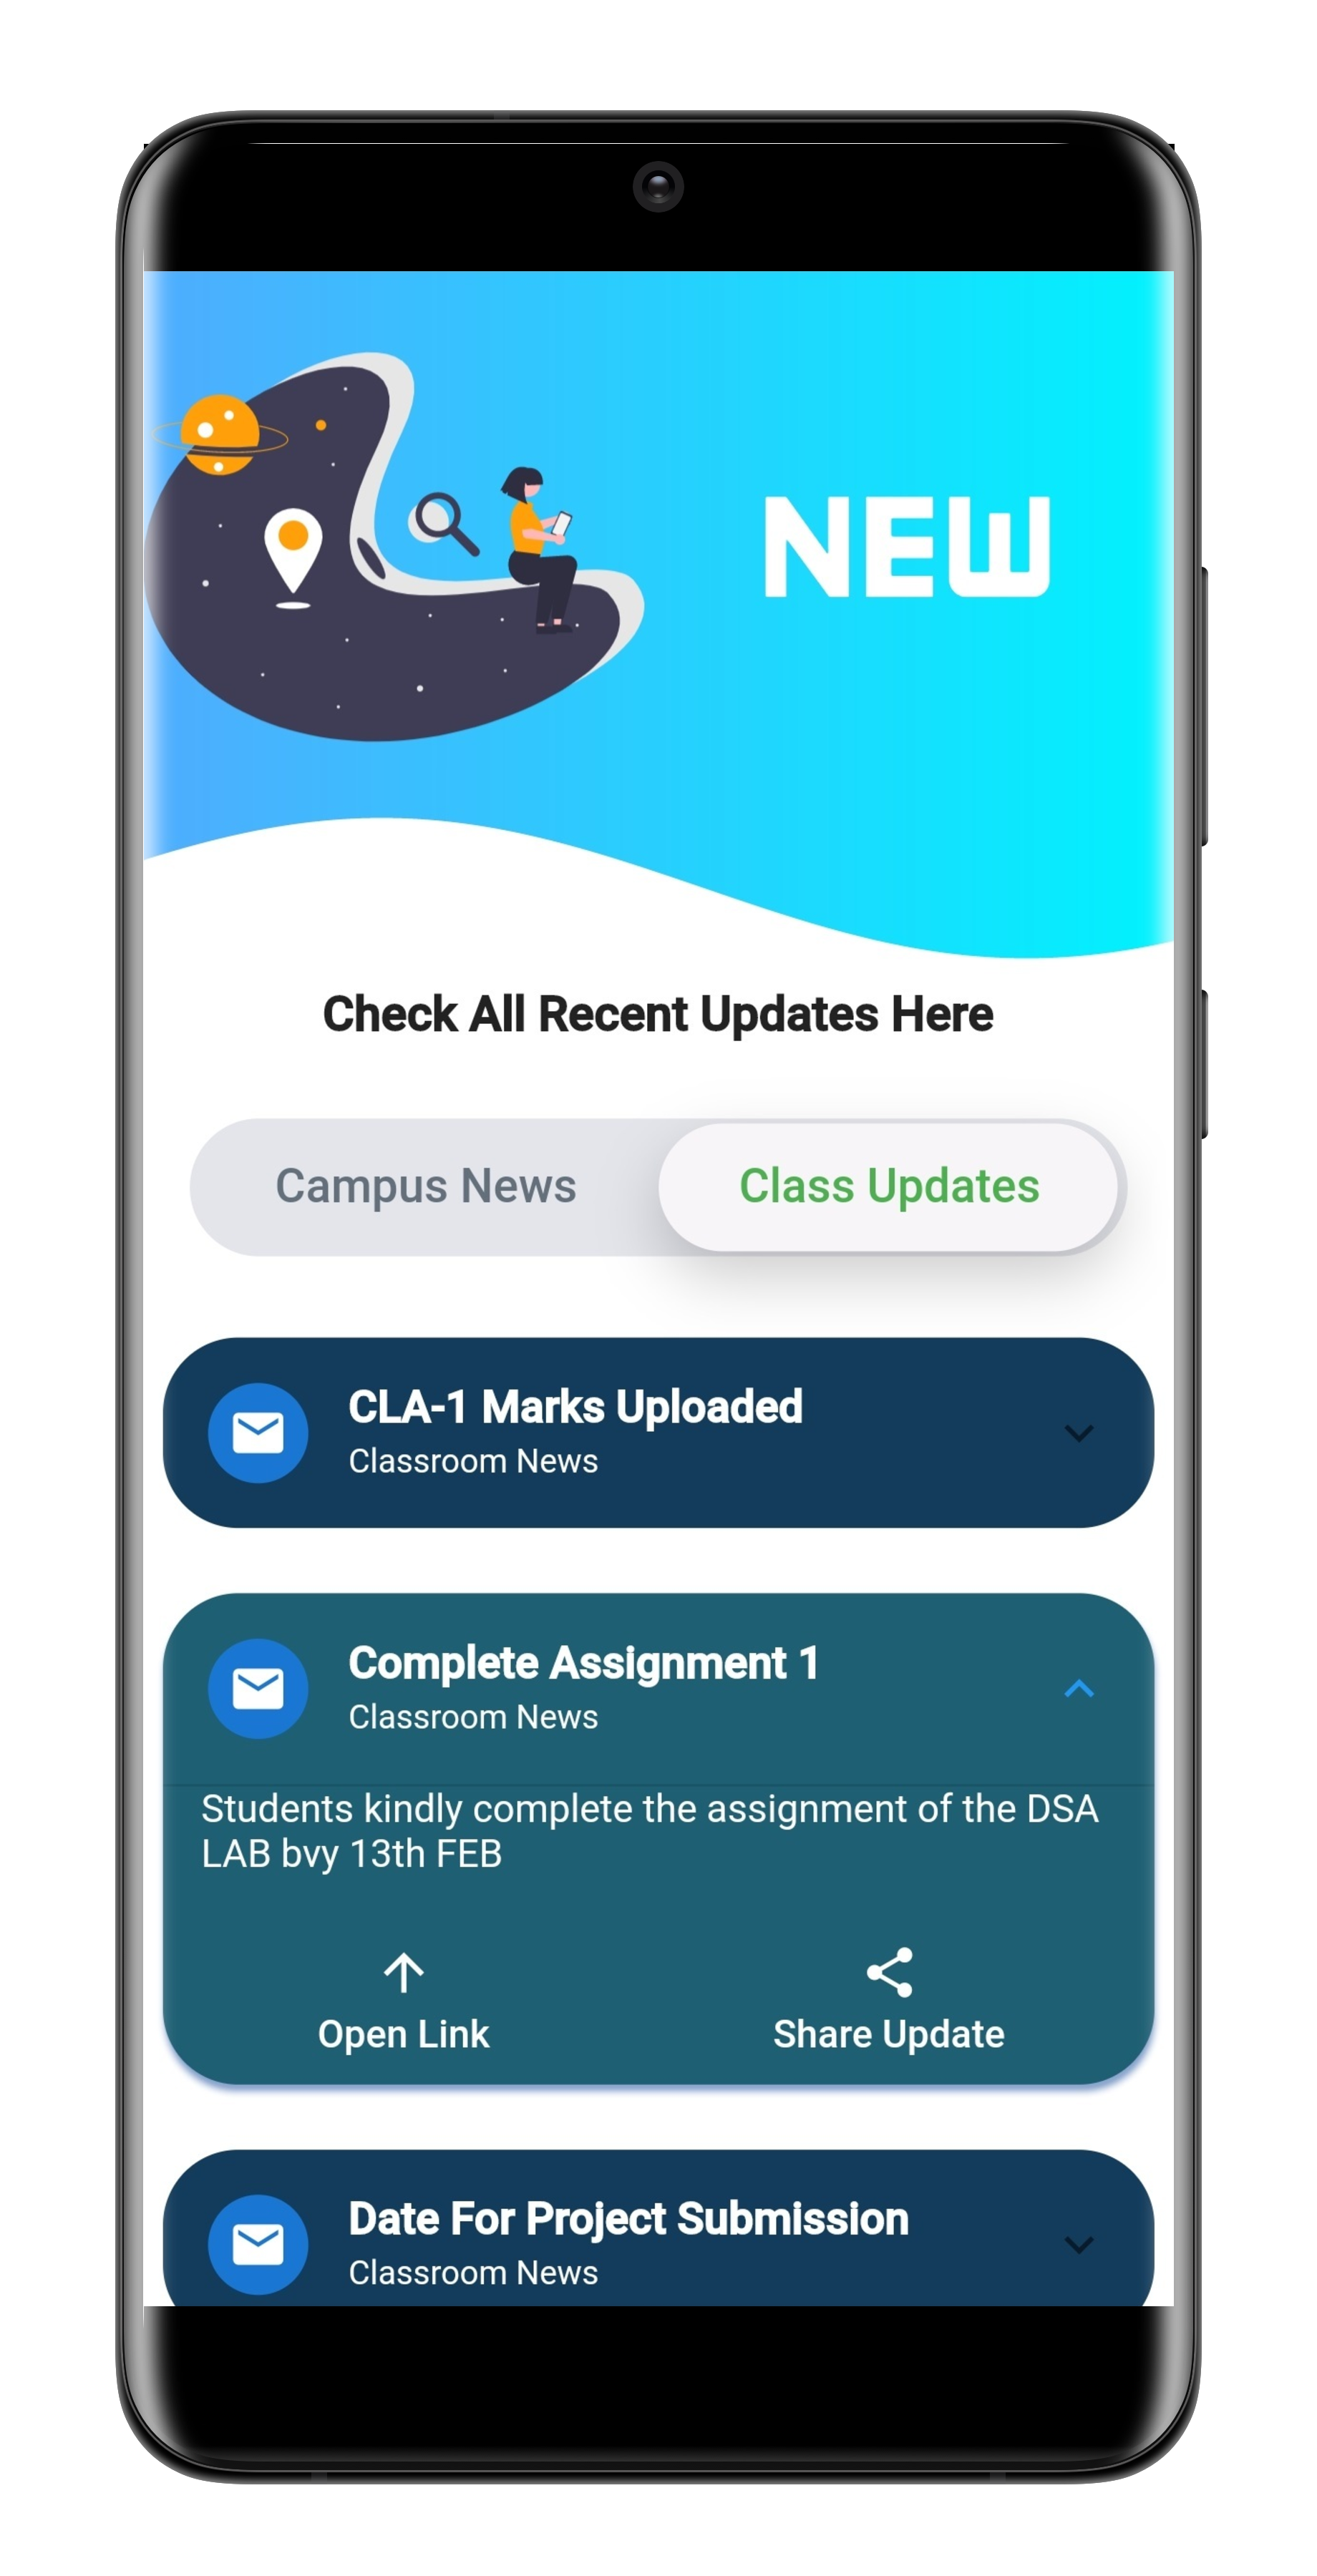 NEW
Check All Recent Updates Here
Campus News
Class Updates
CLA-1 Marks Uploaded
Classroom News
Complete Assignment 1
Classroom News
Students kindly complete the assignment of the DSA
LAB bvy 13th FEB
Open Link
Share Update
Date For Project Submission
Classroom News